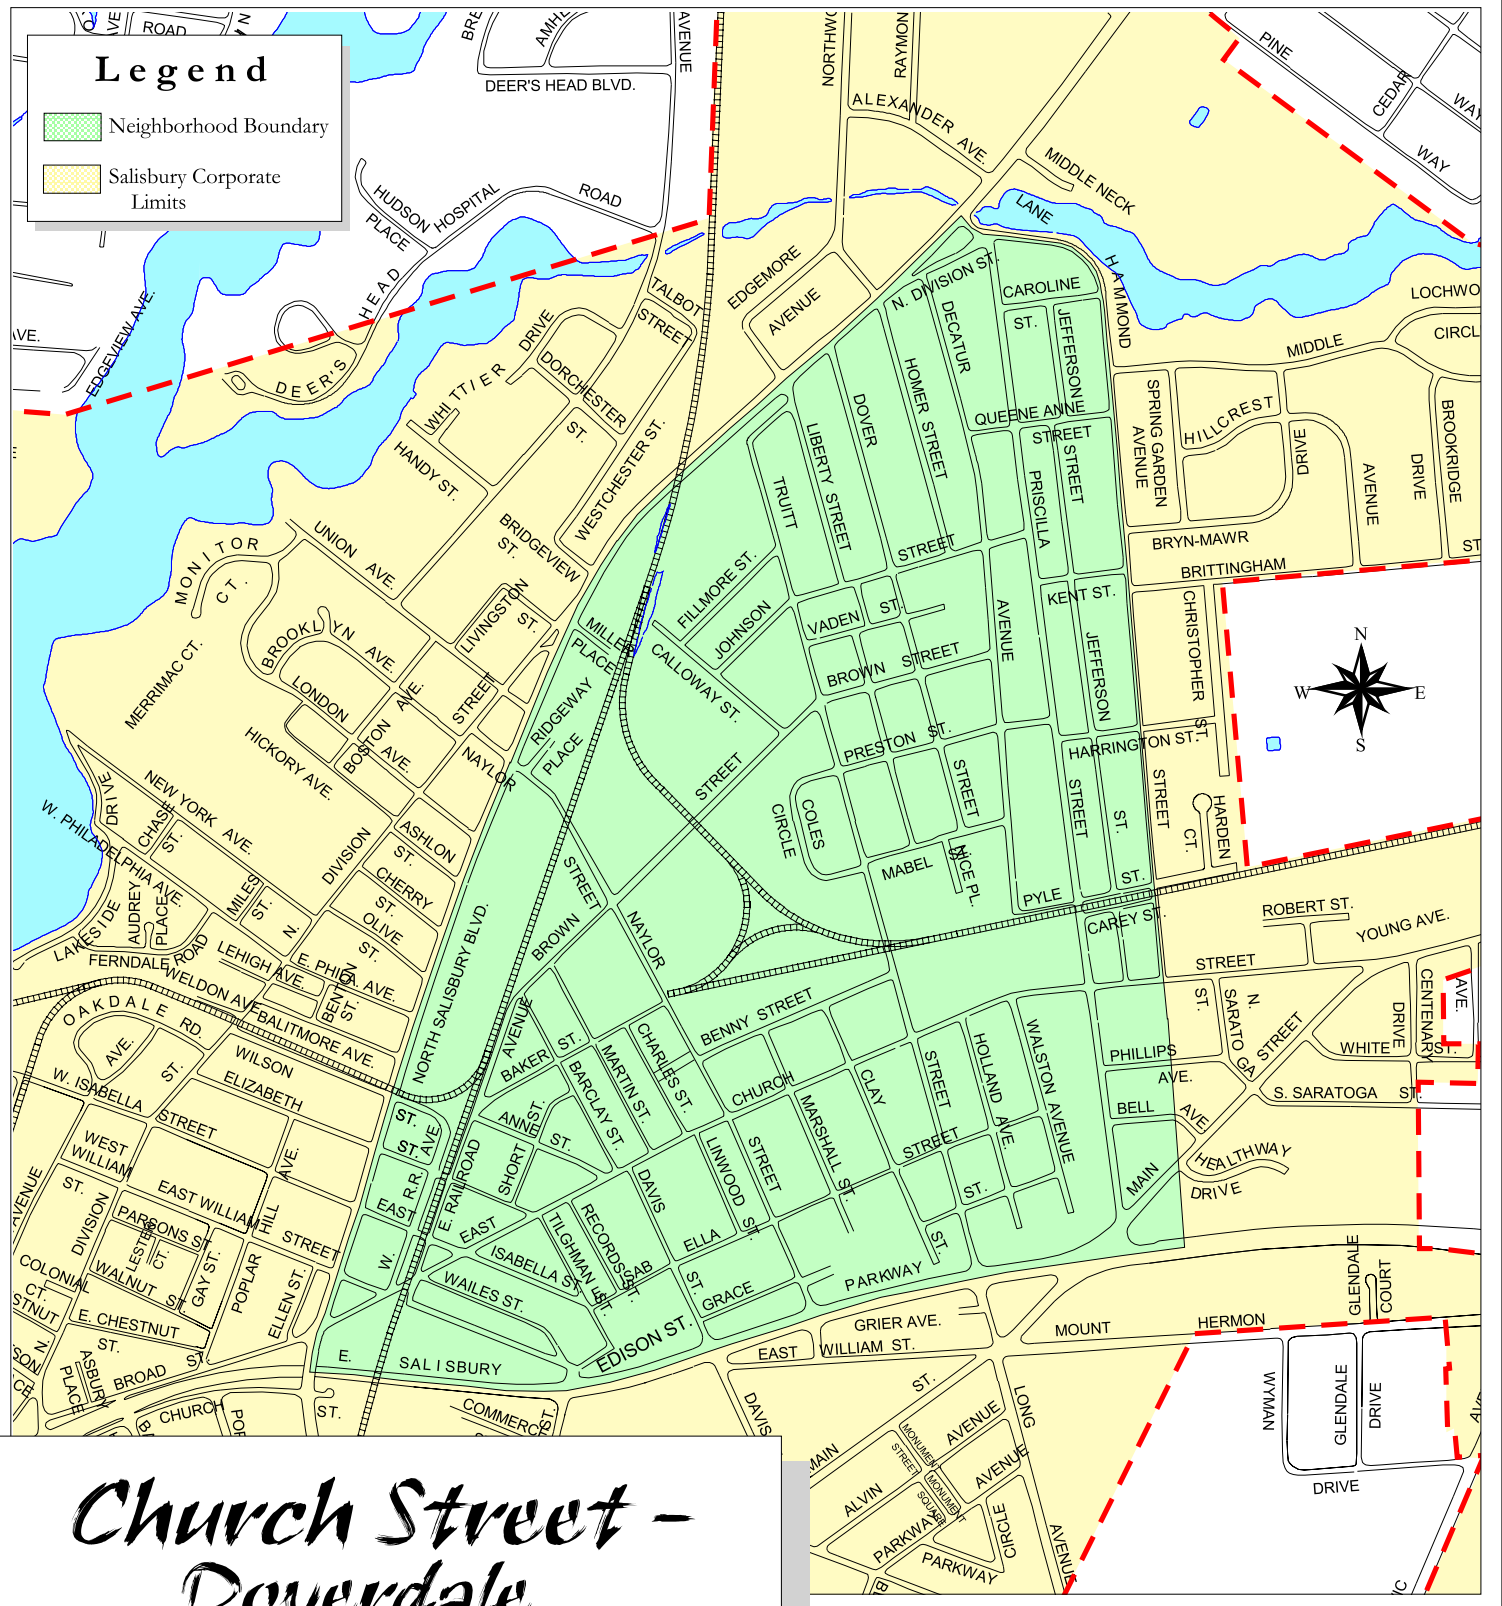 Legend
Neighborhood Boundary
Salisbury Corporate
Limits
ROAD
DEER'S HEAD BLVD.
AVENUE
ALEXANDER AVE.
MIDDLE NECK
LANE
PINE
CEDAR
WAY
WAY
HUDSON
PLACE
HOSPITAL
ROAD
HEAD
DEER'S
EDGEVIEW AVE.
EDGEMORE
AVENUE
TALBOT
STREET
N. DIVISION ST.
CAROLINE
ST.
HAMMOND
LOCHWO
CIRCL
MIDDLE
WHITTIER
DRIVE
DORCHESTER
ST.
WESTCHESTER ST.
HANDY ST.
BRIDGEVIEW
ST.
DECATUR
JEFFERSON
HOMER STREET
DOVER
LIBERTY STREET
TRUITT
QUEENE ANNE
STREET
STREET
PRISCILLA
SPRING GARDEN
AVENUE
HILLCREST
DRIVE
AVENUE
DRIVE
BROOKRIDGE
BRYN-MAWR
BRITTINGHAM
ST
MONITOR
CT.
UNION
AVE.
MERRIMAC CT.
BROOKLYN
AVE.
LIVINGSTON
ST.
LONDON
AVE.
BOSTON
AVE.
STREET
HICKORY AVE.
NAYLOR
MILLER
PLACE
RIDGEWAY
PLACE
FILLMORE ST.
JOHNSON
CALLOWAY ST.
STREET
STREET
VADEN
ST.
BROWN STREET
AVENUE
KENT ST.
JEFFERSON
PRESTON ST.
HARRINGTON ST.
CHRISTOPHER
ST.
N
W
E
S
DRIVE
W. PHILADELPHIA AVE.
NEW YORK AVE.
CHASE
ST.
DIVISION
ASHLON
ST.
CHERRY
ST.
OLIVE
ST.
N.
MILES
ST.
AUDREY
PLACE
LAKESIDE
FERNDALE
ROAD
LEHIGH AVE.
E. PHILA. AVE.
WELDON AVE.
BENTON
ST.
BALITMORE AVE.
OAKDALE RD.
NORTH SALISBURY BLVD.
STREET
BROWN
NAYLOR
CIRCLE
COLES
STREET
MABEL
NICE PL.
PYLE
ST.
STREET
ST.
STREET
HARDEN
CT.
CAREY ST.
ROBERT ST.
YOUNG AVE.
STREET
BENNY STREET
AVENUE
BAKER
ST.
AVE.
ST.
WILSON
ELIZABETH
W. ISABELLA
STREET
ST.
ST.
AVE
BARCLAY ST.
MARTIN ST.
CHARLES ST.
CHURCH
CLAY
STREET
HOLLAND
AVE.
WALSTON AVENUE
PHILLIPS
AVE.
BELL
AVE
ST.
N.
SARATOGA
STREET
CENTENARY
DRIVE
AVE.
WHITE
ST.
S. SARATOGA
ST.
HEALTHWAY
DRIVE
MAIN
WEST
WILLIAM
ST.
AVENUE
EAST WILLIAM
AVE.
HILL
STREET
EAST
R.R.
W.
E. RAILROAD
ANNE
ST.
ST.
SHORT
EAST
ISABELLA ST.
WAILES ST.
TILGHMAN
ST.
RECORDS
ST.
DAVIS
ST.
LINWOOD
ST.
STREET
MARSHALL ST.
STREET
ST.
ST.
ELLA
GRACE
PARKWAY
DIVISION
PARSONS ST.
LESTER
CT.
WALNUT
ST.
GAY ST.
POPLAR
ELLEN ST.
COLONIAL
CT.
STNUT
N
E. CHESTNUT
ST.
BROAD
ST
ASBURY
PLACE
CHURCH
ST.
E.
SALISBURY
EDISON ST.
COMMERC
ST.
DAVIS
EAST
WILLIAM ST.
GRIER AVE.
MOUNT
HERMON
GLENDALE
COURT
WYMAN
GLENDALE
DRIVE
DRIVE
ST.
LONG
AVENUE
AVENUE
MONUMENT
STREET
MONUMENT
SQUARE
ALVIN
PARKWAY
PARKWAY
CIRCLE
AVENUE
Church Street -
Doverdale